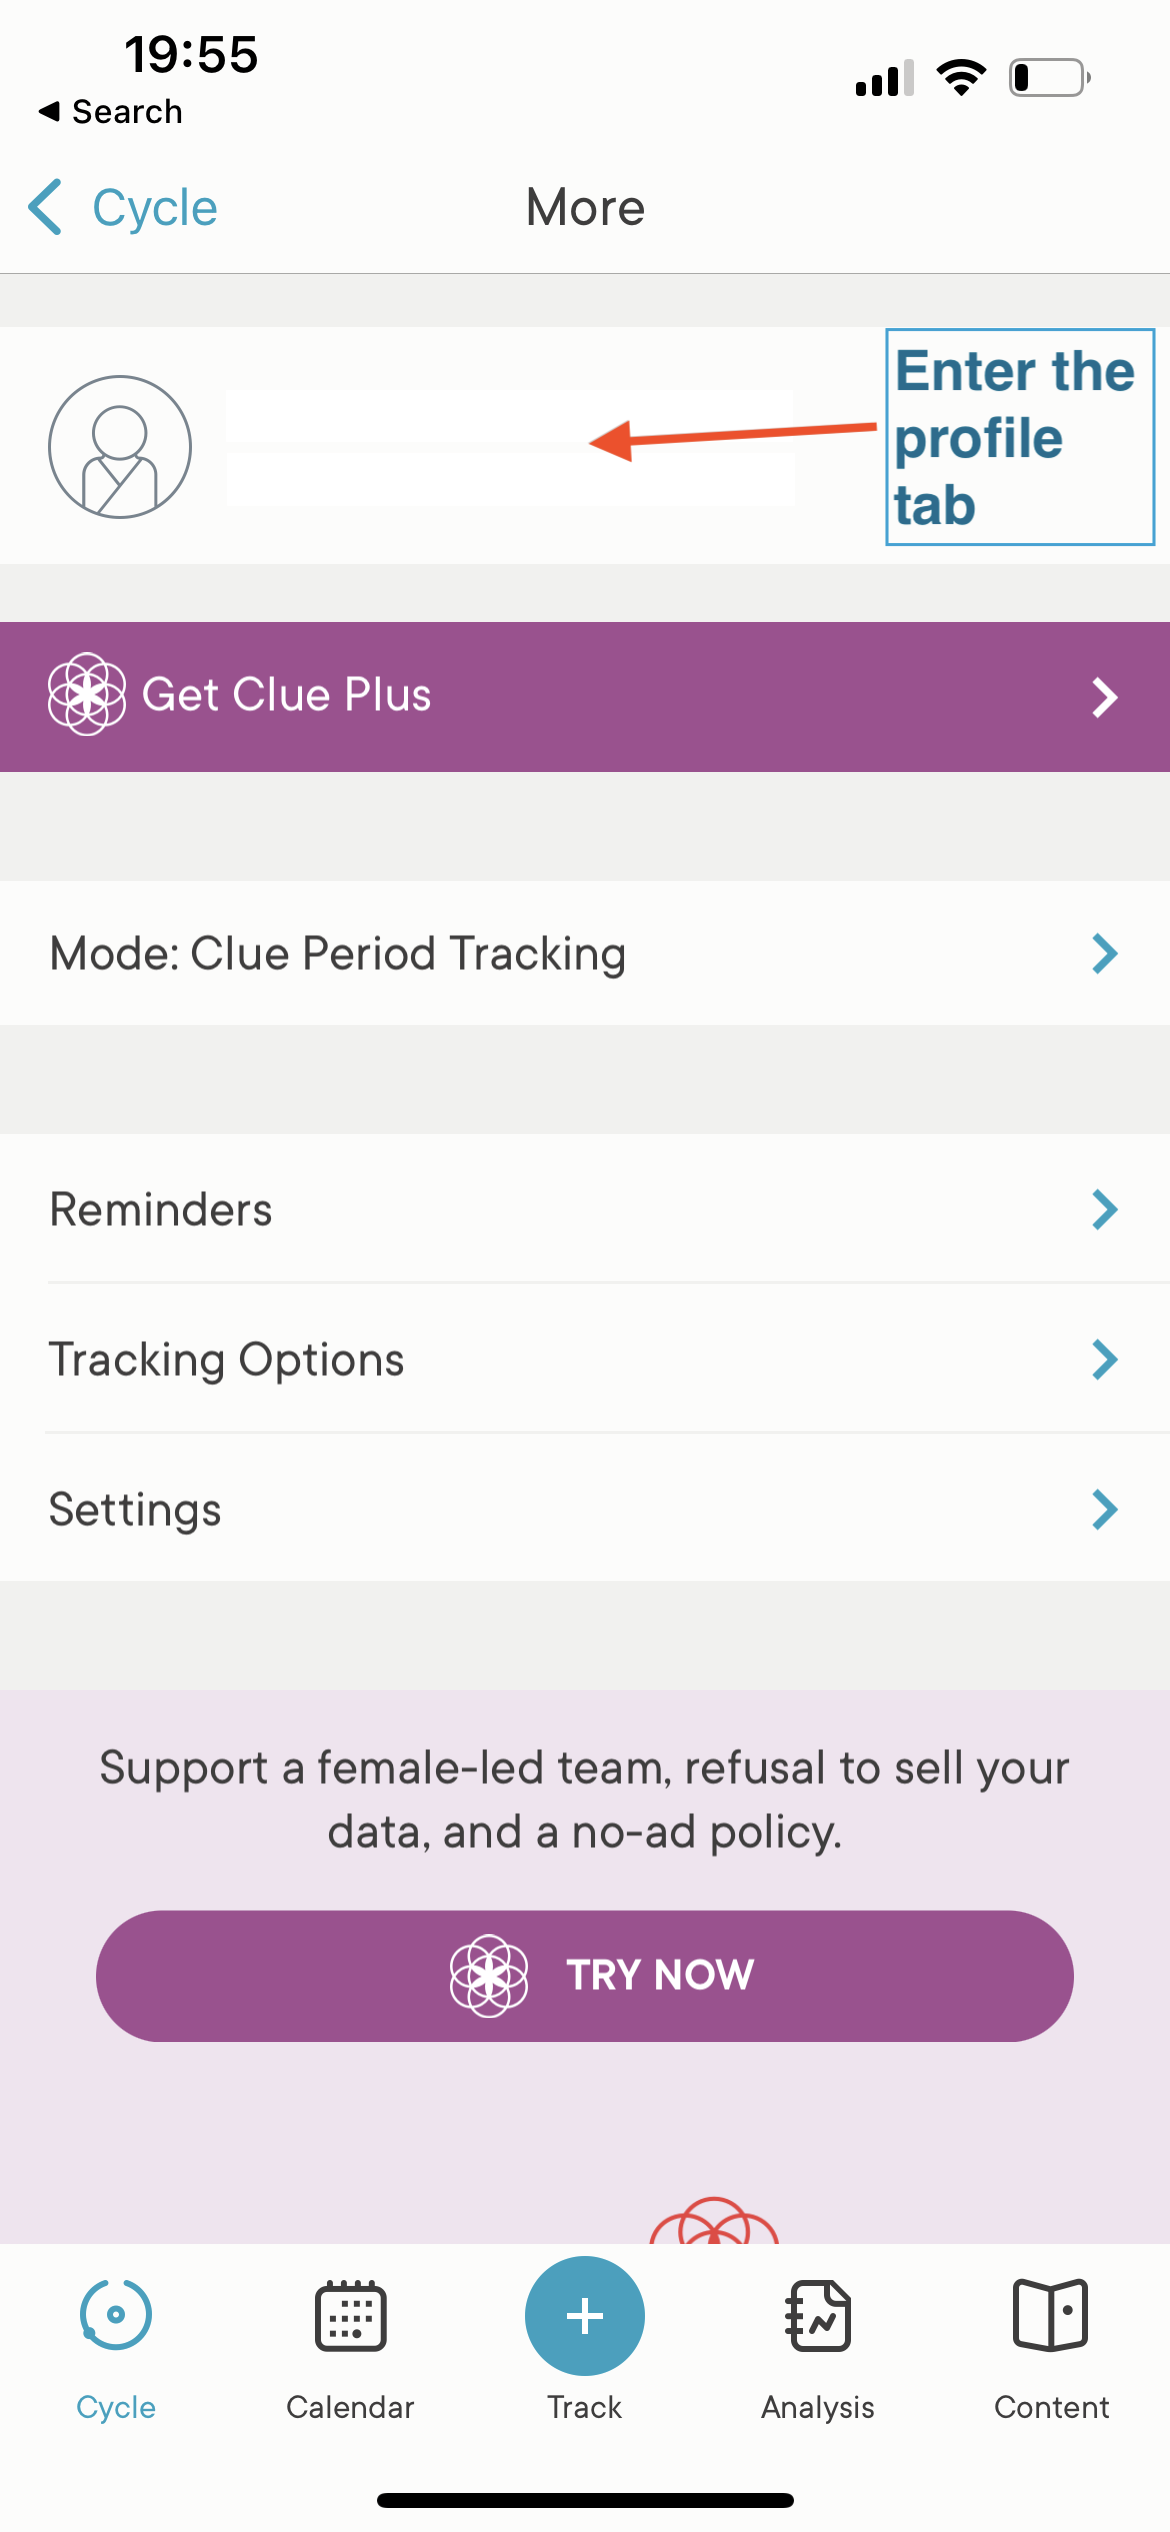 19:55
Search
Cycle
More
Enter the
profile
tab
Get Clue Plus
Mode: Clue Period Tracking
Reminders
Tracking Options
Settings
Support a female-led team, refusal to sell your
data, and a no-ad policy.
TRY NOW
Cycle
Calendar
Track
Analysis
Content